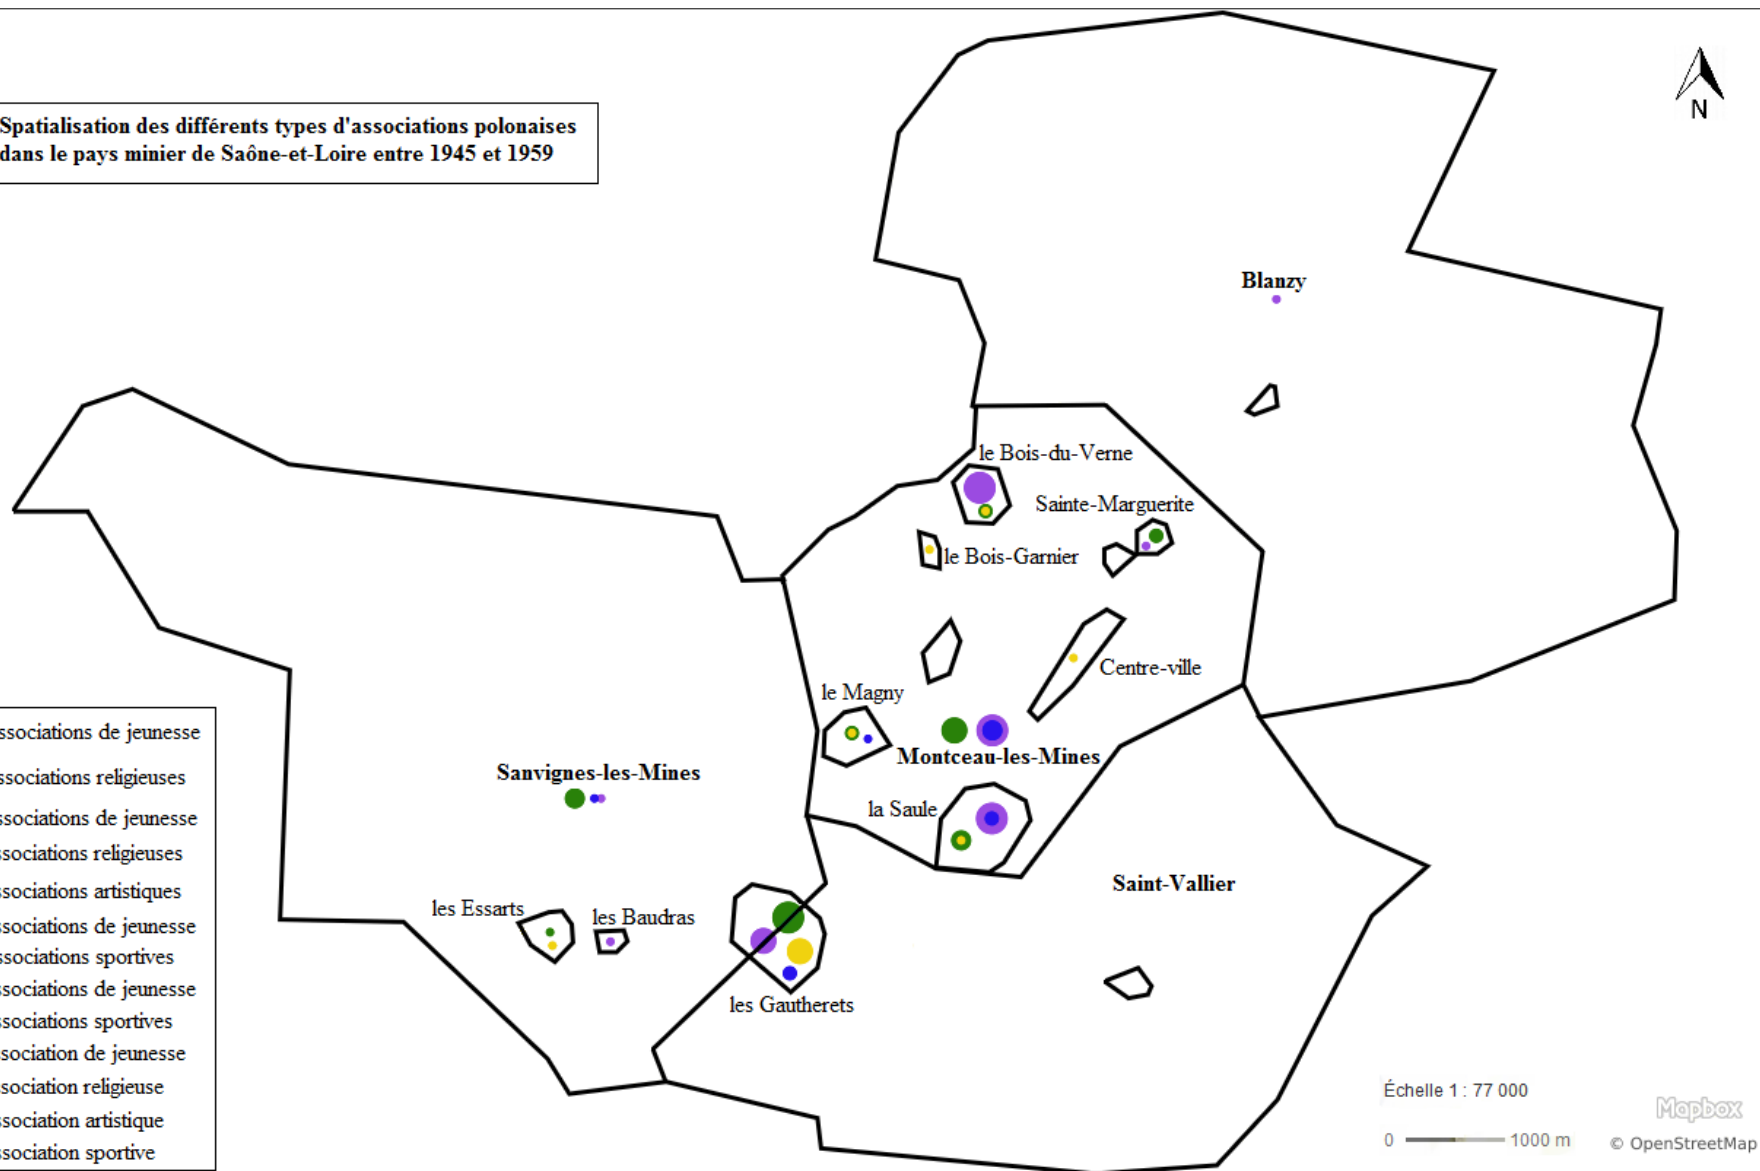 Spatialisation des différents types d'associations polonaises
dans le pays minier de Saône-et-Loire entre 1945 et 1959
N
Blanzy
le Bois-du-Verne
Sainte-Marguerite
le Bois-Garnier
Centre-ville
le Magny
Montceau-les-Mines
Sanvignes-les-Mines
la Saule
Saint-Vallier
les Essarts
les Baudras
les Gautherets
ssociations de jeunesse
ssociations religieuses
ssociations de jeunesse
ssociations religieuses
ssociations artistiques
ssociations de jeunesse
ssociations sportives
ssociations de jeunesse
ssociations sportives
ssociation de jeunesse
ssociation religieuse
ssociation artistique
ssociation sportive
Échelle 1 : 77 000
0 1000 m
Mapbox
© OpenStreetMap